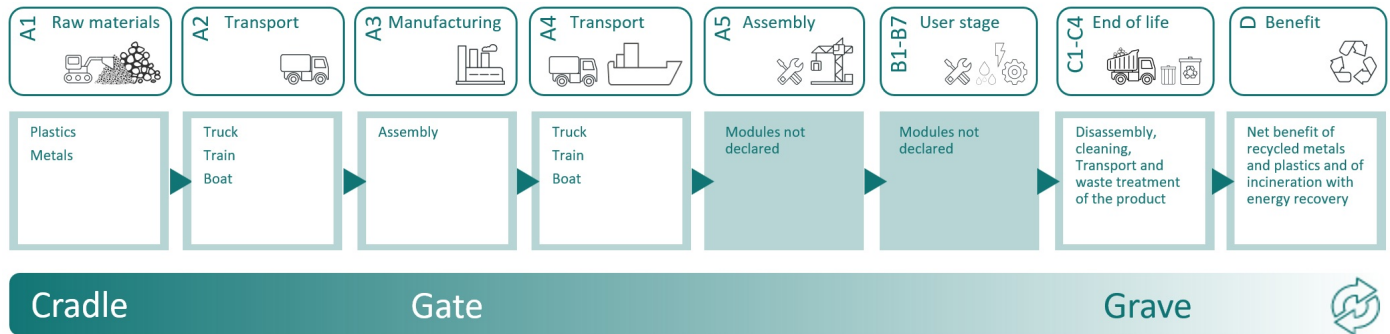 A1 Raw materials
A2 Transport
A3 Manufacturing
A4 Transport
A5 Assembly
B1-B7 User stage
C1-C4 End of life
D Benefit
Plastics
Metals
Truck
Train
Boat
Assembly
Truck
Train
Boat
Modules not
declared
Modules not
declared
Disassembly,
cleaning,
Transport and
waste treatment
of the product
Net benefit of
recycled metals
and plastics and of
incineration with
energy recovery
Cradle
Gate
Grave